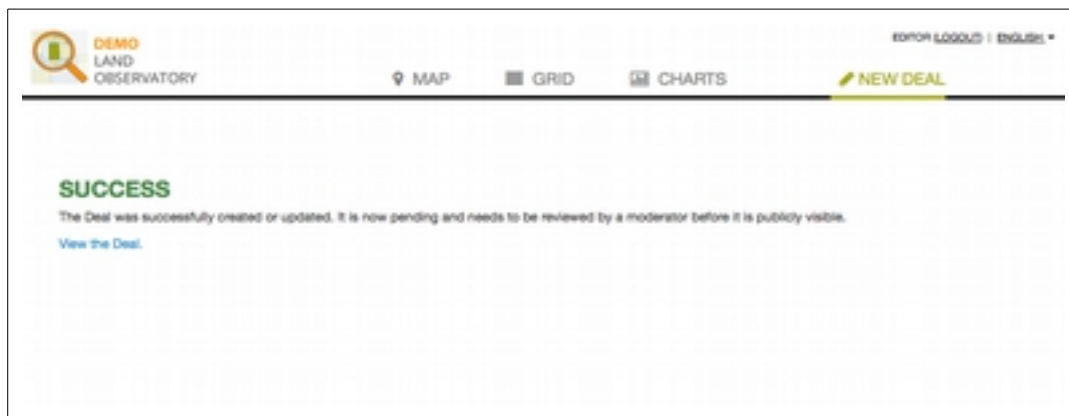 DEMO
LAND
OBSERVATORY
EDITOR (LOGOUT) | ENGLISH
MAP
GRID
CHARTS
NEW DEAL
SUCCESS
The Deal was successfully created or updated. It is now pending and needs to be reviewed by a moderator before it is publicly visible.
View the Deal.